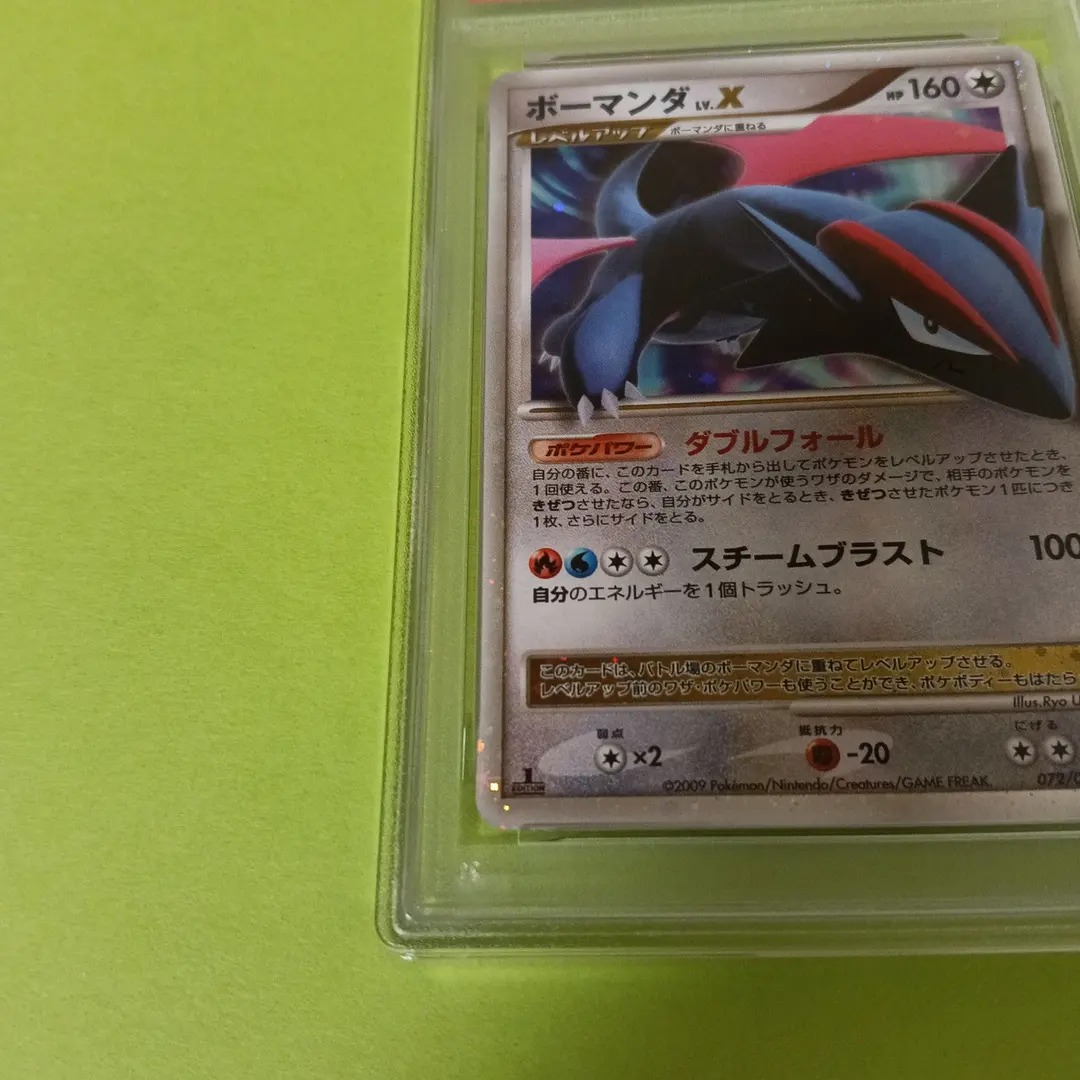 ボーマンダ LV.X HP 160
レベルアップ ボーマンダに重ねる
ポケパワー ダブルフォール
自分の番に、このカードを手札から出してポケモンをレベルアップさせたとき、
1回使える。この番、このポケモンが使うワザのダメージで、相手のポケモンを
きぜつさせたなら、自分がサイドをとるとき、きぜつさせたポケモン1匹につき
1枚、さらにサイドをとる。
スチームブラスト 100
自分のエネルギーを1個トラッシュ。
このカードは、バトル場のボーマンダに重ねてレベルアップさせる。
レベルアップ前のワザ・ポケパワーも使うことができ、ポケボディーもはたら
Illus.Ryo U
弱点 抵抗力 にげる
×2 -20
1 EDITION ©2009 Pokémon/Nintendo/Creatures/GAME FREAK. 072/0